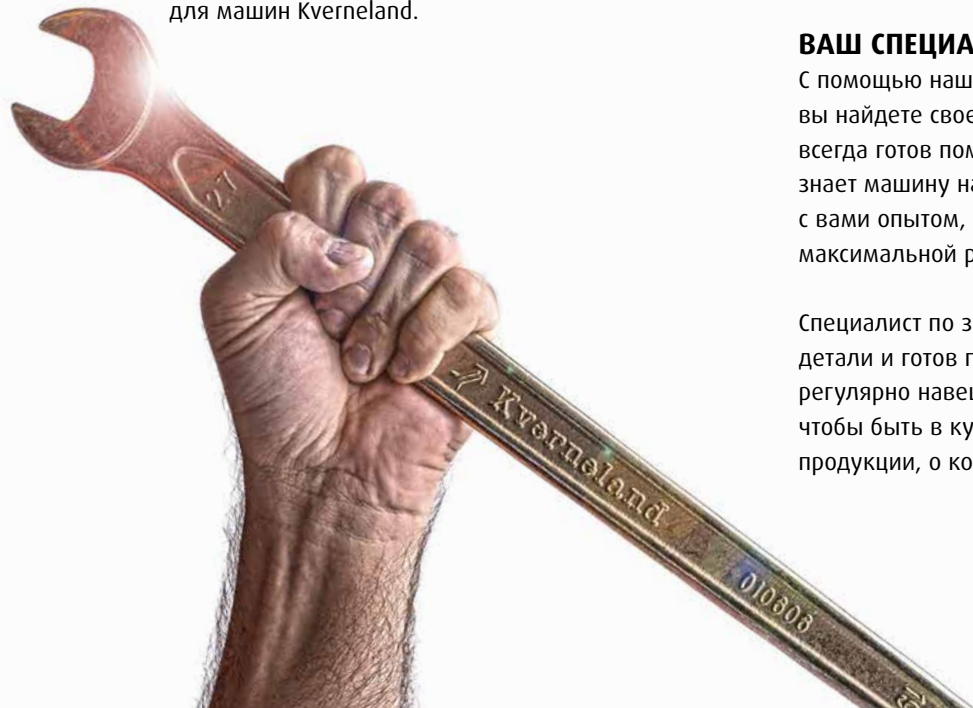 для машин Kverneland.
ВАШ СПЕЦИА
С помощью наш
вы найдете свое
всегда готов пом
знает машину на
с вами опытом,
максимальной р
Специалист по з
детали и готов п
регулярно наве
чтобы быть в ку
продукции, о ко
27
Kverneland
010606